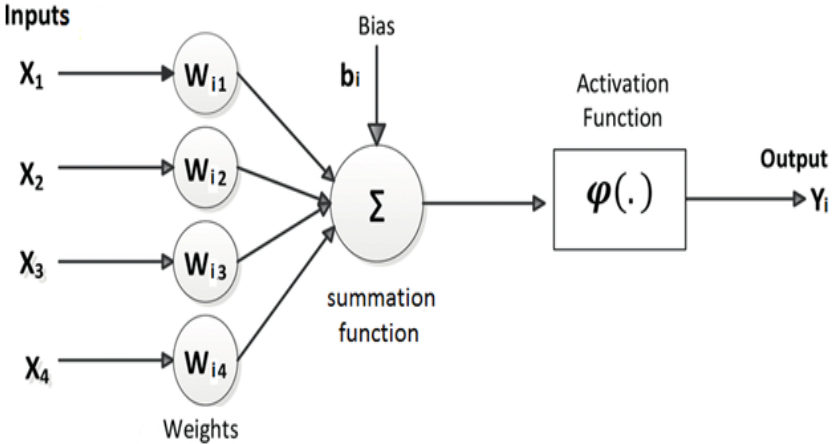 Inputs
X1
X2
X3
X4
Wi1
Wi2
Wi3
Wi4
Weights
Bias
bi
Σ
summation
function
Activation
Function
φ(.)
Output
Yi